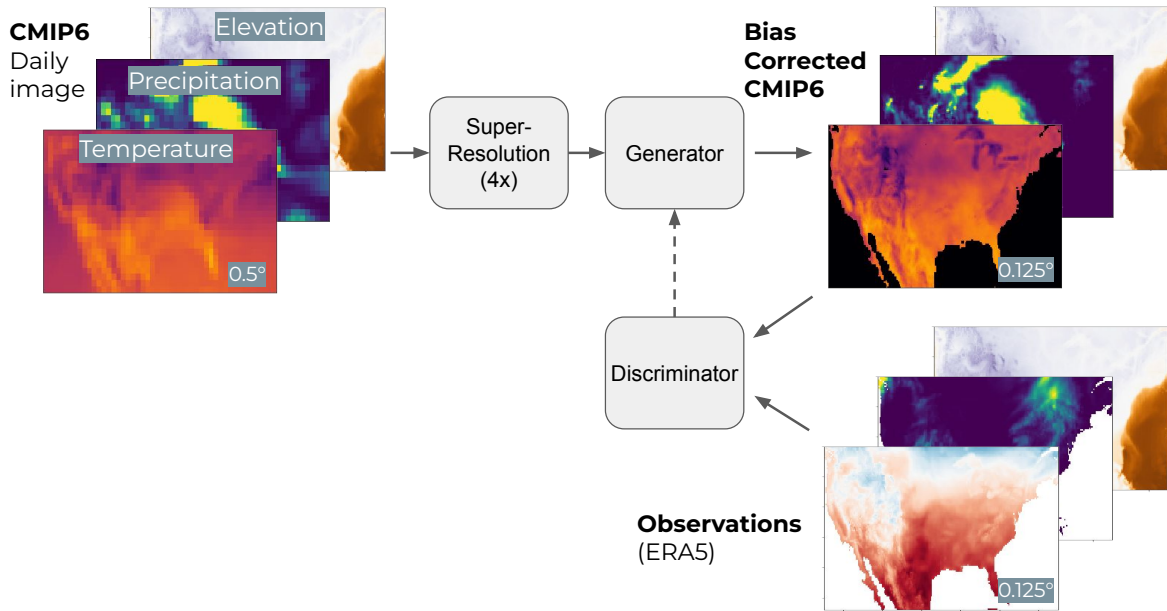 CMIP6
Daily
image
Elevation
Precipitation
Temperature
0.5°
Super-
Resolution
(4x)
Generator
Bias
Corrected
CMIP6
0.125°
Discriminator
Observations
(ERA5)
0.125°